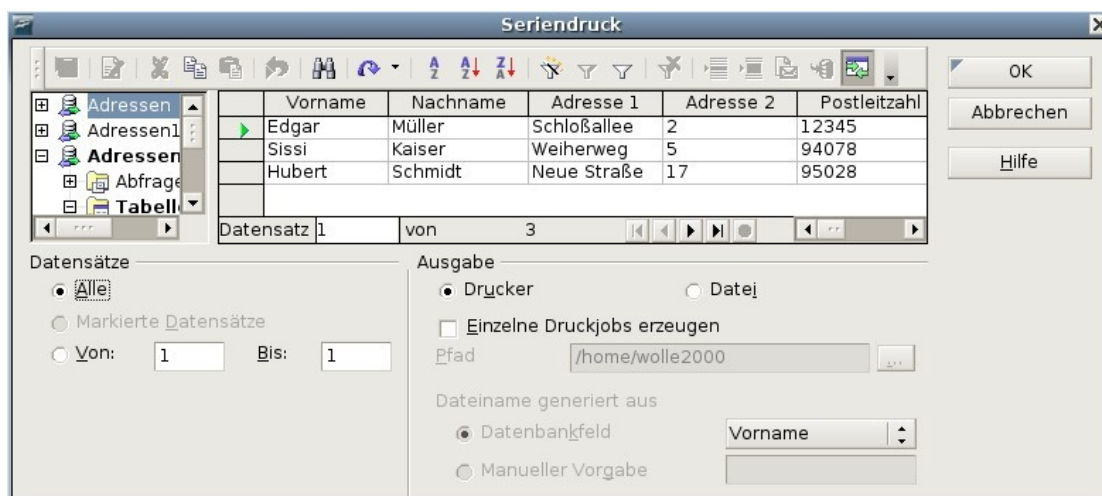 Seriendruck
OK
Abbrechen
Hilfe
Adressen
Adressen1
Adressen
Abfrage
Tabelle
Vorname Nachname Adresse 1 Adresse 2 Postleitzahl
Edgar Müller Schloßallee 2 12345
Sissi Kaiser Weiherweg 5 94078
Hubert Schmidt Neue Straße 17 95028
Datensatz 1 von 3
Datensätze
Alle
Markierte Datensätze
Von: 1 Bis: 1
Ausgabe
Drucker Datei
Einzelne Druckjobs erzeugen
Pfad /home/wolle2000 ...
Dateiname generiert aus
Datenbankfeld Vorname
Manueller Vorgabe